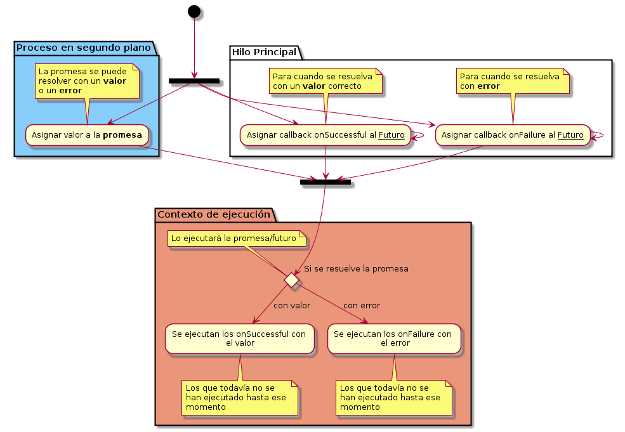 Proceso en segundo plano
La promesa se puede
resolver con un valor
o un error
Asignar valor a la promesa
Hilo Principal
Para cuando se resuelva
con un valor correcto
Para cuando se resuelva
con error
Asignar callback onSuccessful al Futuro
Asignar callback onFailure al Futuro
Contexto de ejecución
Lo ejecutará la promesa/futuro
Si se resuelve la promesa
con valor
con error
Se ejecutan los onSuccessful con
el valor
Se ejecutan los onFailure con
el error
Los que todavía no se
han ejecutado hasta ese
momento
Los que todavía no se
han ejecutado hasta ese
momento